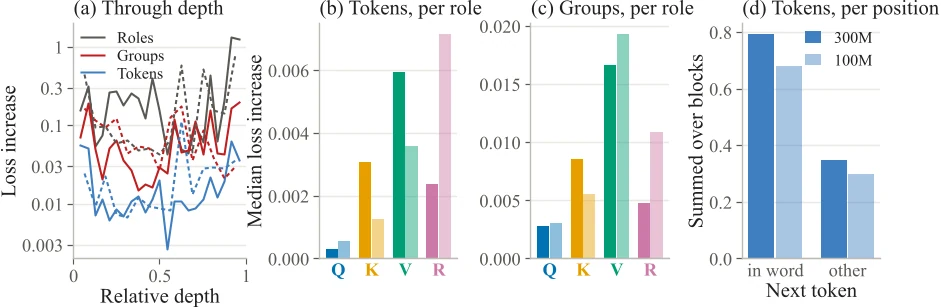 (a) Through depth
Loss increase
1
0.3
0.1
0.03
0.01
0.003
Roles
Groups
Tokens
0
0.5
1
Relative depth
(b) Tokens, per role
Median loss increase
0.006
0.004
0.002
0.000
Q
K
V
R
(c) Groups, per role
0.020
0.015
0.010
0.005
0.000
Q
K
V
R
(d) Tokens, per position
Summed over blocks
0.8
0.6
0.4
0.2
0.0
300M
100M
in word
other
Next token